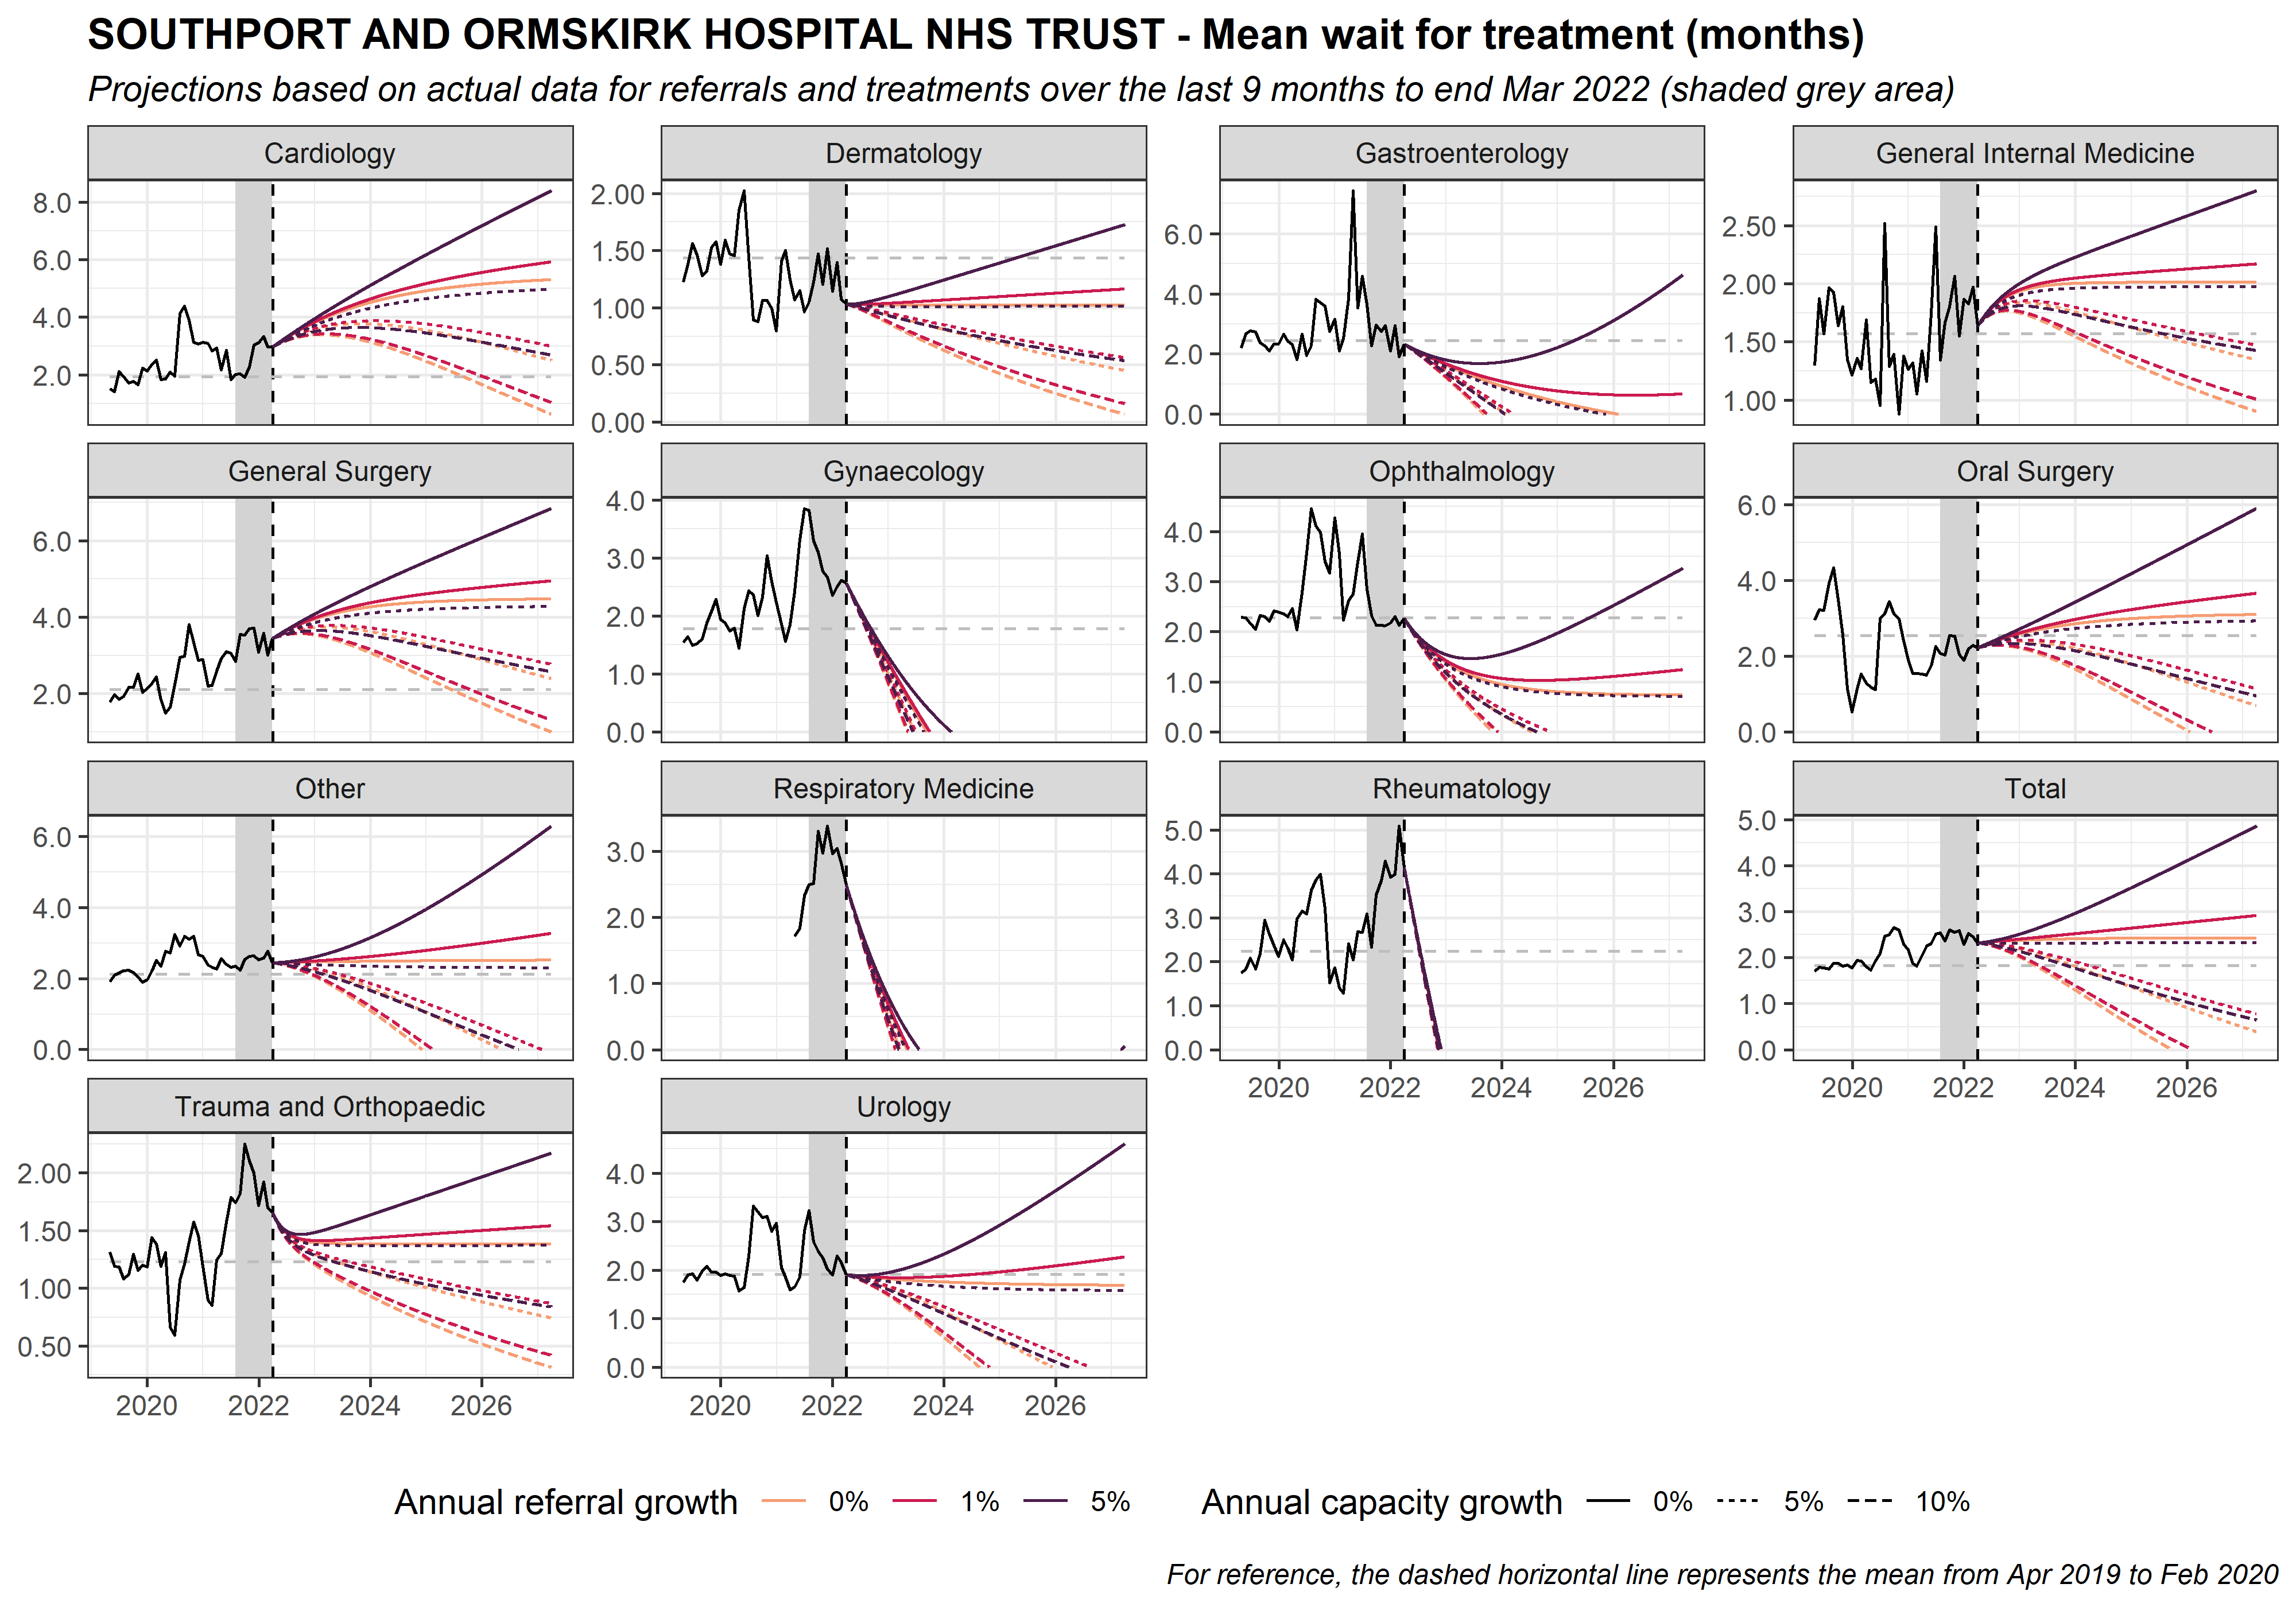 SOUTHPORT AND ORMSKIRK HOSPITAL NHS TRUST - Mean wait for treatment (months)
Projections based on actual data for referrals and treatments over the last 9 months to end Mar 2022 (shaded grey area)
Cardiology
8.0
6.0
4.0
2.0
Dermatology
2.00
1.50
1.00
0.50
0.00
Gastroenterology
6.0
4.0
2.0
0.0
General Internal Medicine
2.50
2.00
1.50
1.00
General Surgery
6.0
4.0
2.0
Gynaecology
4.0
3.0
2.0
1.0
0.0
Ophthalmology
4.0
3.0
2.0
1.0
0.0
Oral Surgery
6.0
4.0
2.0
0.0
Other
6.0
4.0
2.0
0.0
Respiratory Medicine
3.0
2.0
1.0
0.0
Rheumatology
5.0
4.0
3.0
2.0
1.0
0.0
2020 2022 2024 2026
Total
5.0
4.0
3.0
2.0
1.0
0.0
2020 2022 2024 2026
Trauma and Orthopaedic
2.00
1.50
1.00
0.50
2020 2022 2024 2026
Urology
4.0
3.0
2.0
1.0
0.0
2020 2022 2024 2026
Annual referral growth 0% 1% 5% Annual capacity growth 0% 5% 10%
For reference, the dashed horizontal line represents the mean from Apr 2019 to Feb 2020